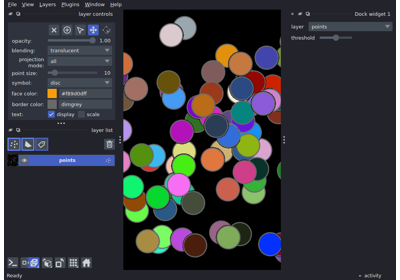 File View Layers Plugins Window Help
layer controls
opacity: 1.00
blending: translucent
projection mode: all
point size: 10
symbol: disc
face color: #f89d0dff
border color: dimgrey
text: display scale
layer list
points
Ready
Dock widget 1
layer points
threshold
activity